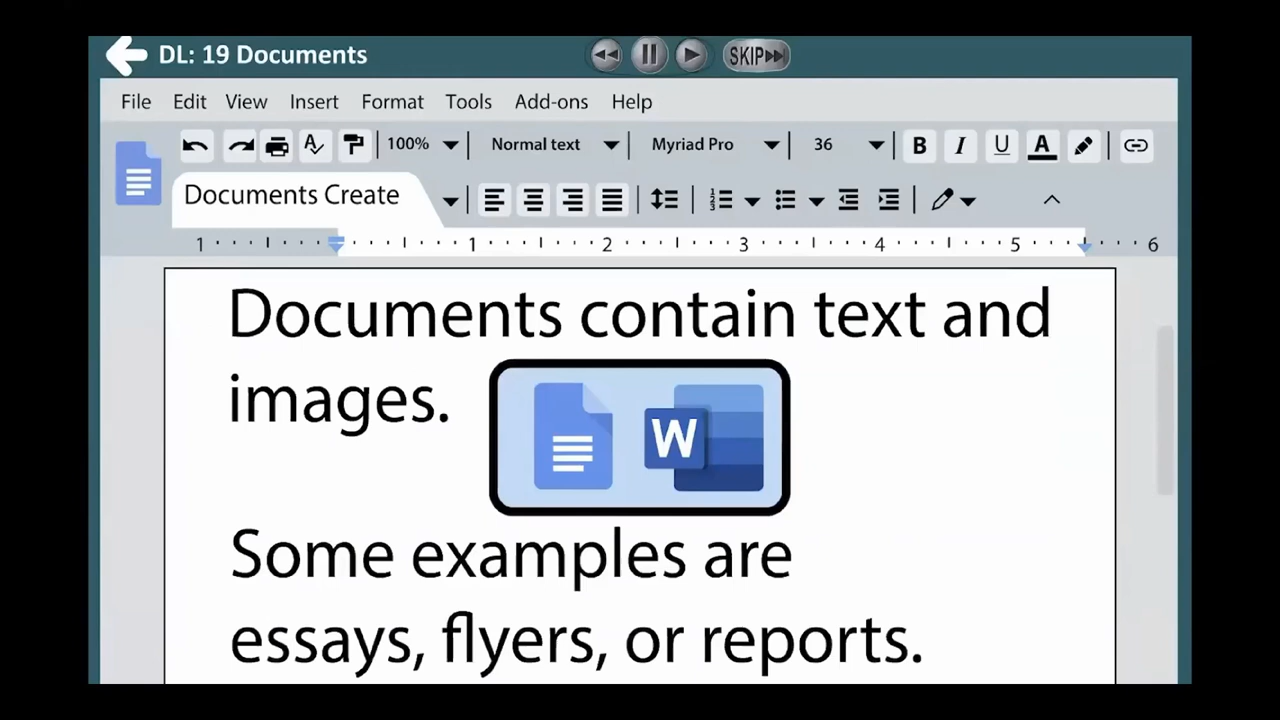 DL: 19 Documents
SKIP
File Edit View Insert Format Tools Add-ons Help
100% Normal text Myriad Pro 36 B I U A
Documents Create
1 1 2 3 4 5 6
Documents contain text and
images.
W
Some examples are
essays, flyers, or reports.